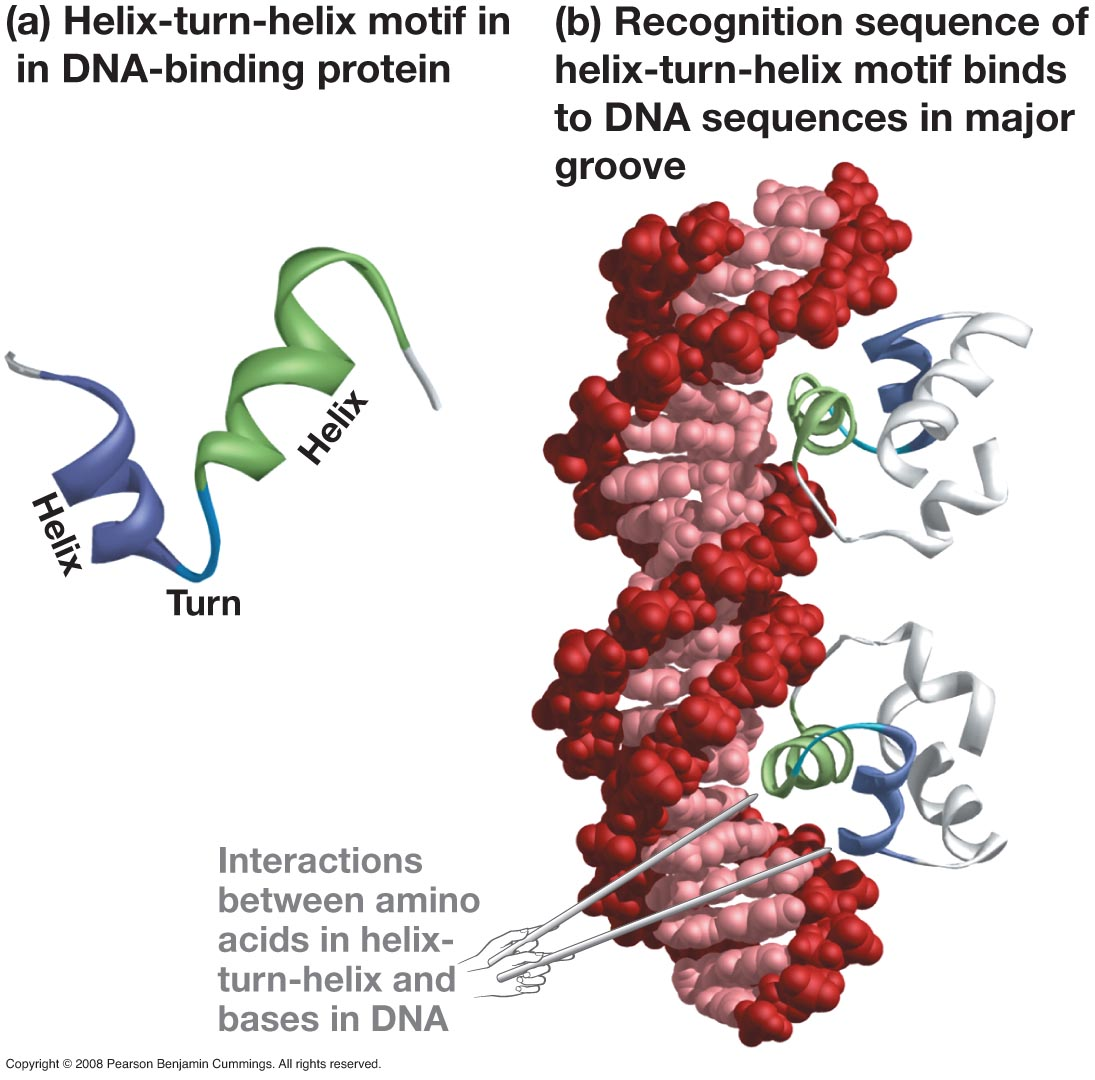 (a) Helix-turn-helix motif in
in DNA-binding protein
(b) Recognition sequence of
helix-turn-helix motif binds
to DNA sequences in major
groove
Helix
Helix
Turn
Interactions
between amino
acids in helix-
turn-helix and
bases in DNA
Copyright © 2008 Pearson Benjamin Cummings. All rights reserved.